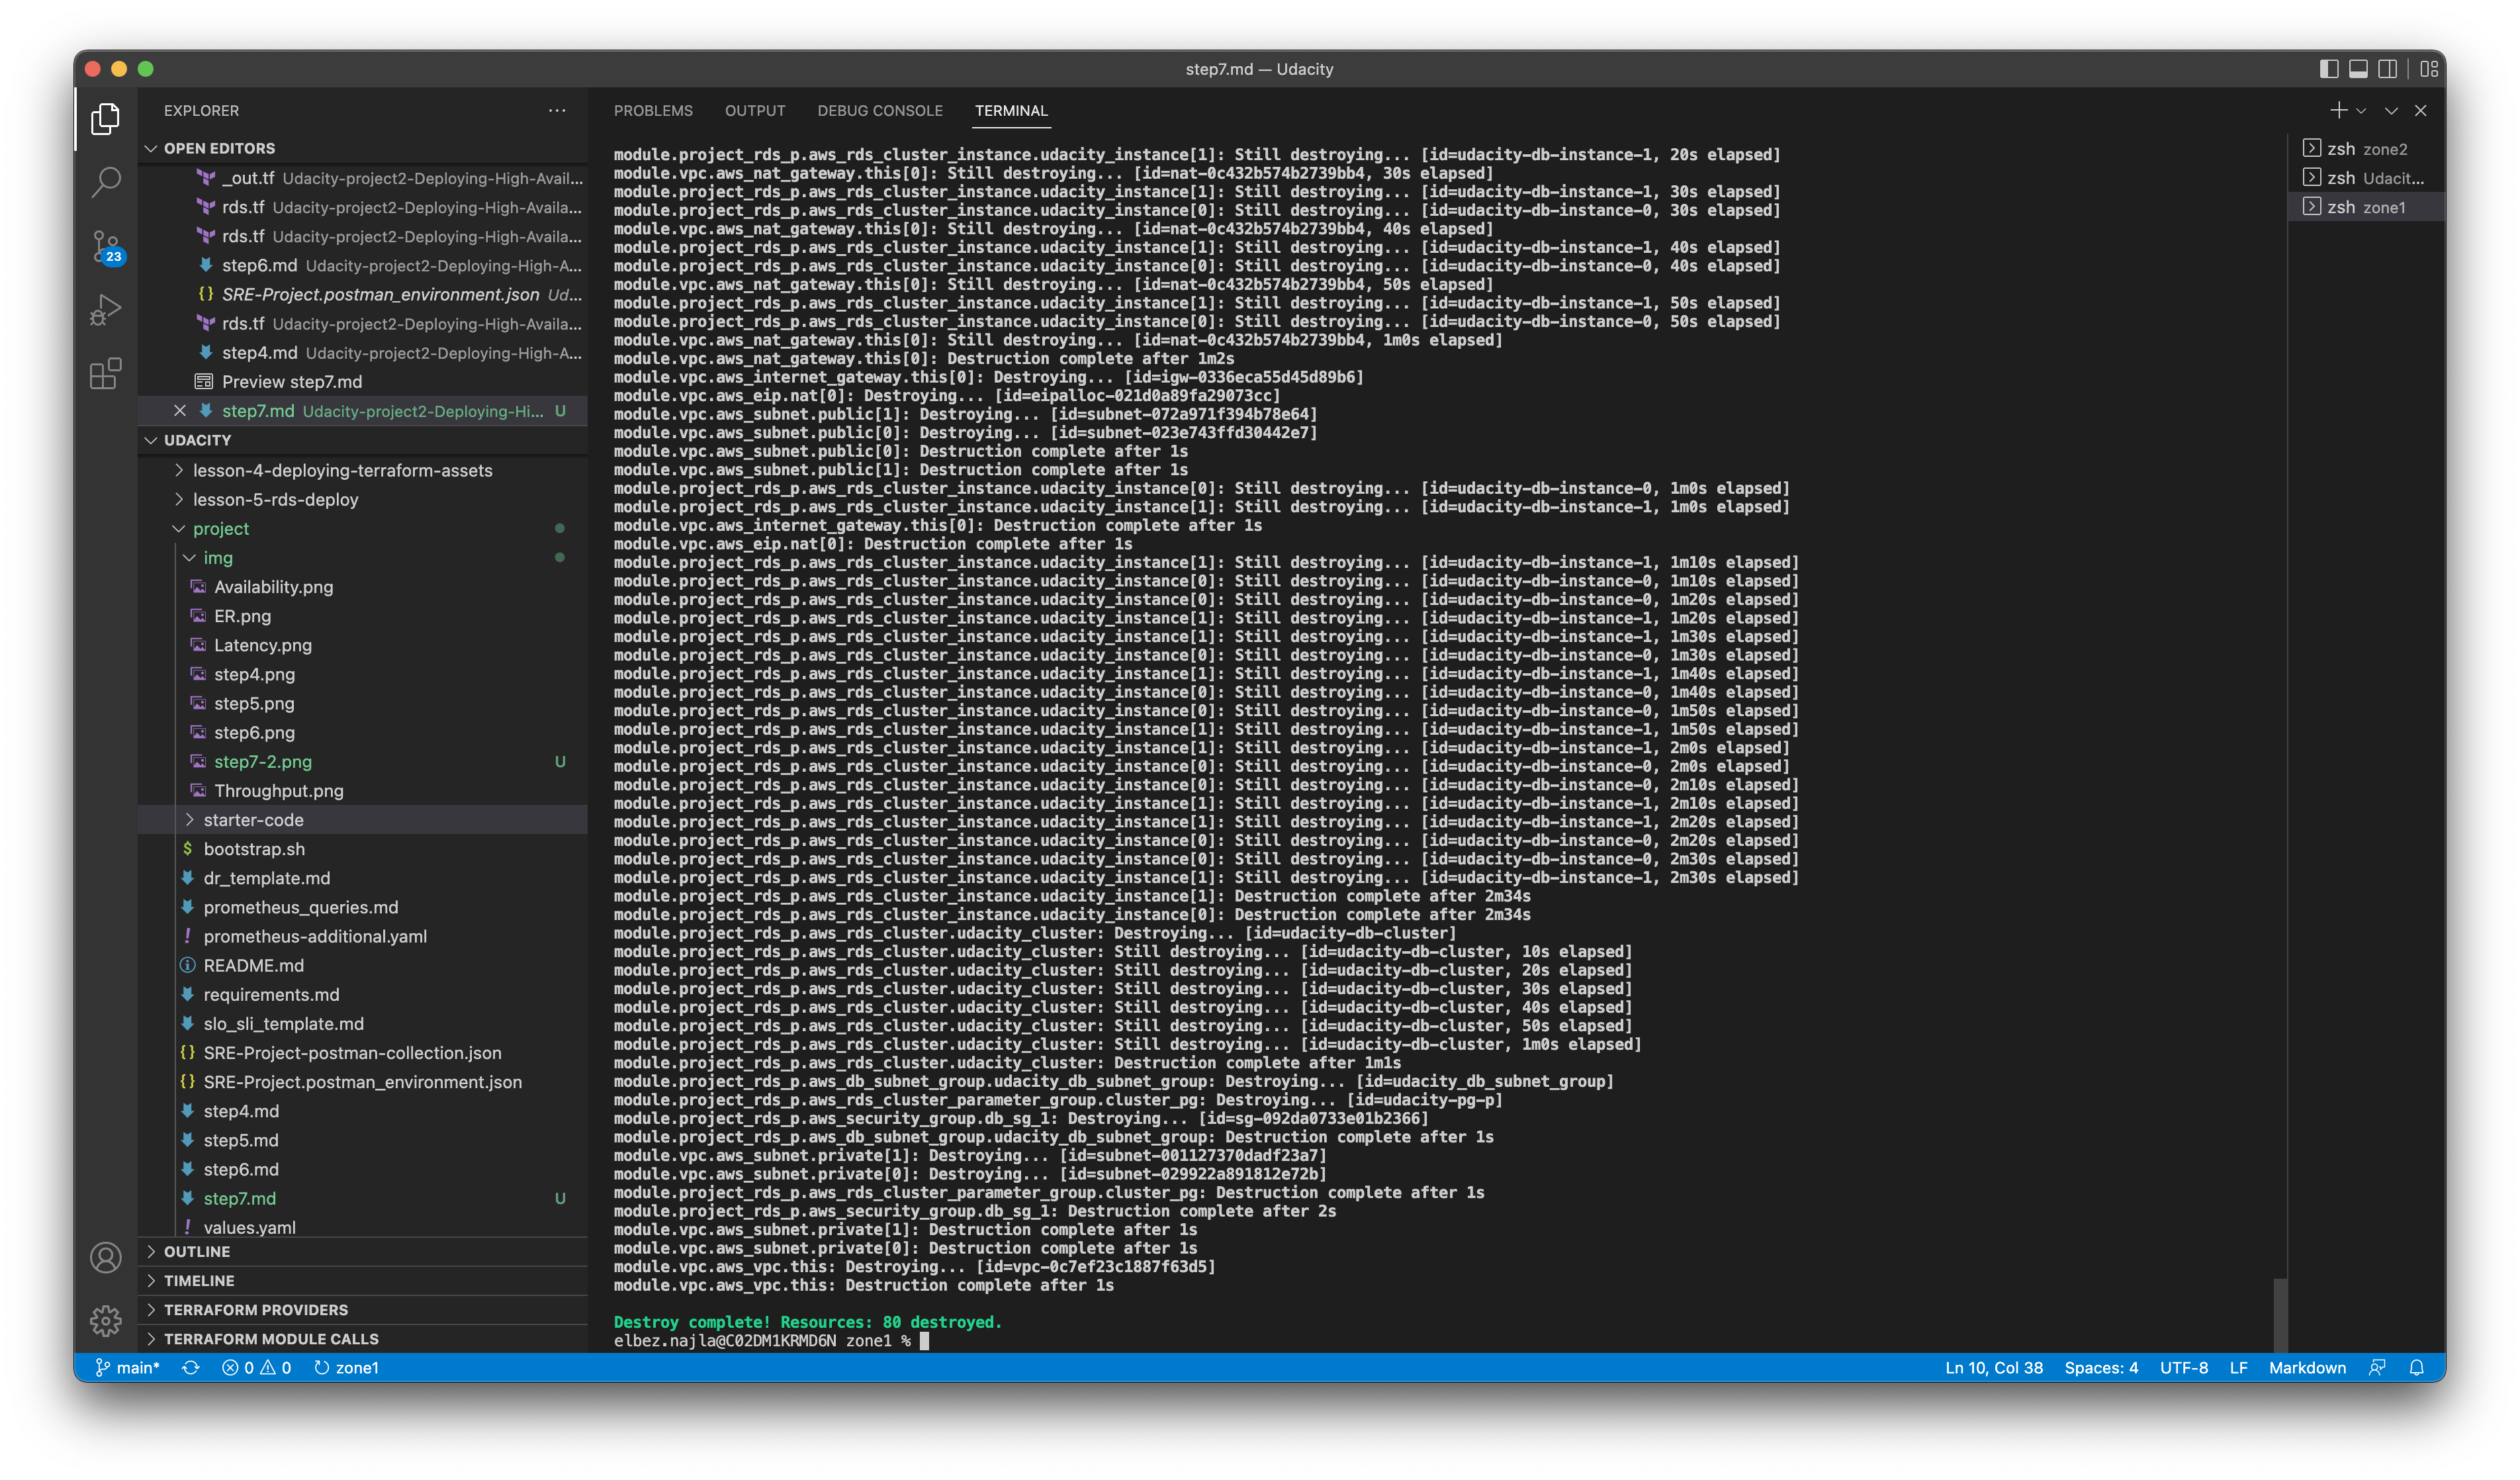 step7.md — Udacity
EXPLORER
OPEN EDITORS
_out.tf Udacity-project2-Deploying-High-Avail...
rds.tf Udacity-project2-Deploying-High-Availa...
rds.tf Udacity-project2-Deploying-High-Availa...
step6.md Udacity-project2-Deploying-High-A...
SRE-Project.postman_environment.json Ud...
rds.tf Udacity-project2-Deploying-High-Availa...
step4.md Udacity-project2-Deploying-High-A...
Preview step7.md
step7.md Udacity-project2-Deploying-Hi... U
UDACITY
lesson-4-deploying-terraform-assets
lesson-5-rds-deploy
project
img
Availability.png
ER.png
Latency.png
step4.png
step5.png
step6.png
step7-2.png U
Throughput.png
starter-code
bootstrap.sh
dr_template.md
prometheus_queries.md
prometheus-additional.yaml
README.md
requirements.md
slo_sli_template.md
SRE-Project-postman-collection.json
SRE-Project.postman_environment.json
step4.md
step5.md
step6.md
step7.md U
values.yaml
OUTLINE
TIMELINE
TERRAFORM PROVIDERS
TERRAFORM MODULE CALLS
23
PROBLEMS OUTPUT DEBUG CONSOLE TERMINAL
module.project_rds_p.aws_rds_cluster_instance.udacity_instance[1]: Still destroying... [id=udacity-db-instance-1, 20s elapsed]
module.vpc.aws_nat_gateway.this[0]: Still destroying... [id=nat-0c432b574b2739bb4, 30s elapsed]
module.project_rds_p.aws_rds_cluster_instance.udacity_instance[1]: Still destroying... [id=udacity-db-instance-1, 30s elapsed]
module.project_rds_p.aws_rds_cluster_instance.udacity_instance[0]: Still destroying... [id=udacity-db-instance-0, 30s elapsed]
module.vpc.aws_nat_gateway.this[0]: Still destroying... [id=nat-0c432b574b2739bb4, 40s elapsed]
module.project_rds_p.aws_rds_cluster_instance.udacity_instance[1]: Still destroying... [id=udacity-db-instance-1, 40s elapsed]
module.project_rds_p.aws_rds_cluster_instance.udacity_instance[0]: Still destroying... [id=udacity-db-instance-0, 40s elapsed]
module.vpc.aws_nat_gateway.this[0]: Still destroying... [id=nat-0c432b574b2739bb4, 50s elapsed]
module.project_rds_p.aws_rds_cluster_instance.udacity_instance[1]: Still destroying... [id=udacity-db-instance-1, 50s elapsed]
module.project_rds_p.aws_rds_cluster_instance.udacity_instance[0]: Still destroying... [id=udacity-db-instance-0, 50s elapsed]
module.vpc.aws_nat_gateway.this[0]: Still destroying... [id=nat-0c432b574b2739bb4, 1m0s elapsed]
module.vpc.aws_nat_gateway.this[0]: Destruction complete after 1m2s
module.vpc.aws_internet_gateway.this[0]: Destroying... [id=igw-0336eca55d45d89b6]
module.vpc.aws_eip.nat[0]: Destroying... [id=eipalloc-021d0a89fa29073cc]
module.vpc.aws_subnet.public[1]: Destroying... [id=subnet-072a971f394b78e64]
module.vpc.aws_subnet.public[0]: Destroying... [id=subnet-023e743ffd30442e7]
module.vpc.aws_subnet.public[0]: Destruction complete after 1s
module.vpc.aws_subnet.public[1]: Destruction complete after 1s
module.project_rds_p.aws_rds_cluster_instance.udacity_instance[0]: Still destroying... [id=udacity-db-instance-0, 1m0s elapsed]
module.project_rds_p.aws_rds_cluster_instance.udacity_instance[1]: Still destroying... [id=udacity-db-instance-1, 1m0s elapsed]
module.vpc.aws_internet_gateway.this[0]: Destruction complete after 1s
module.vpc.aws_eip.nat[0]: Destruction complete after 1s
module.project_rds_p.aws_rds_cluster_instance.udacity_instance[1]: Still destroying... [id=udacity-db-instance-1, 1m10s elapsed]
module.project_rds_p.aws_rds_cluster_instance.udacity_instance[0]: Still destroying... [id=udacity-db-instance-0, 1m10s elapsed]
module.project_rds_p.aws_rds_cluster_instance.udacity_instance[0]: Still destroying... [id=udacity-db-instance-0, 1m20s elapsed]
module.project_rds_p.aws_rds_cluster_instance.udacity_instance[1]: Still destroying... [id=udacity-db-instance-1, 1m20s elapsed]
module.project_rds_p.aws_rds_cluster_instance.udacity_instance[1]: Still destroying... [id=udacity-db-instance-1, 1m30s elapsed]
module.project_rds_p.aws_rds_cluster_instance.udacity_instance[0]: Still destroying... [id=udacity-db-instance-0, 1m30s elapsed]
module.project_rds_p.aws_rds_cluster_instance.udacity_instance[1]: Still destroying... [id=udacity-db-instance-1, 1m40s elapsed]
module.project_rds_p.aws_rds_cluster_instance.udacity_instance[0]: Still destroying... [id=udacity-db-instance-0, 1m40s elapsed]
module.project_rds_p.aws_rds_cluster_instance.udacity_instance[0]: Still destroying... [id=udacity-db-instance-0, 1m50s elapsed]
module.project_rds_p.aws_rds_cluster_instance.udacity_instance[1]: Still destroying... [id=udacity-db-instance-1, 1m50s elapsed]
module.project_rds_p.aws_rds_cluster_instance.udacity_instance[1]: Still destroying... [id=udacity-db-instance-1, 2m0s elapsed]
module.project_rds_p.aws_rds_cluster_instance.udacity_instance[0]: Still destroying... [id=udacity-db-instance-0, 2m0s elapsed]
module.project_rds_p.aws_rds_cluster_instance.udacity_instance[0]: Still destroying... [id=udacity-db-instance-0, 2m10s elapsed]
module.project_rds_p.aws_rds_cluster_instance.udacity_instance[1]: Still destroying... [id=udacity-db-instance-1, 2m10s elapsed]
module.project_rds_p.aws_rds_cluster_instance.udacity_instance[1]: Still destroying... [id=udacity-db-instance-1, 2m20s elapsed]
module.project_rds_p.aws_rds_cluster_instance.udacity_instance[0]: Still destroying... [id=udacity-db-instance-0, 2m20s elapsed]
module.project_rds_p.aws_rds_cluster_instance.udacity_instance[0]: Still destroying... [id=udacity-db-instance-0, 2m30s elapsed]
module.project_rds_p.aws_rds_cluster_instance.udacity_instance[1]: Still destroying... [id=udacity-db-instance-1, 2m30s elapsed]
module.project_rds_p.aws_rds_cluster_instance.udacity_instance[1]: Destruction complete after 2m34s
module.project_rds_p.aws_rds_cluster_instance.udacity_instance[0]: Destruction complete after 2m34s
module.project_rds_p.aws_rds_cluster.udacity_cluster: Destroying... [id=udacity-db-cluster]
module.project_rds_p.aws_rds_cluster.udacity_cluster: Still destroying... [id=udacity-db-cluster, 10s elapsed]
module.project_rds_p.aws_rds_cluster.udacity_cluster: Still destroying... [id=udacity-db-cluster, 20s elapsed]
module.project_rds_p.aws_rds_cluster.udacity_cluster: Still destroying... [id=udacity-db-cluster, 30s elapsed]
module.project_rds_p.aws_rds_cluster.udacity_cluster: Still destroying... [id=udacity-db-cluster, 40s elapsed]
module.project_rds_p.aws_rds_cluster.udacity_cluster: Still destroying... [id=udacity-db-cluster, 50s elapsed]
module.project_rds_p.aws_rds_cluster.udacity_cluster: Still destroying... [id=udacity-db-cluster, 1m0s elapsed]
module.project_rds_p.aws_rds_cluster.udacity_cluster: Destruction complete after 1m1s
module.project_rds_p.aws_db_subnet_group.udacity_db_subnet_group: Destroying... [id=udacity_db_subnet_group]
module.project_rds_p.aws_rds_cluster_parameter_group.cluster_pg: Destroying... [id=udacity-pg-p]
module.project_rds_p.aws_security_group.db_sg_1: Destroying... [id=sg-092da0733e01b2366]
module.project_rds_p.aws_db_subnet_group.udacity_db_subnet_group: Destruction complete after 1s
module.vpc.aws_subnet.private[1]: Destroying... [id=subnet-001127370dadf23a7]
module.vpc.aws_subnet.private[0]: Destroying... [id=subnet-029922a891812e72b]
module.project_rds_p.aws_rds_cluster_parameter_group.cluster_pg: Destruction complete after 1s
module.project_rds_p.aws_security_group.db_sg_1: Destruction complete after 2s
module.vpc.aws_subnet.private[1]: Destruction complete after 1s
module.vpc.aws_subnet.private[0]: Destruction complete after 1s
module.vpc.aws_vpc.this: Destroying... [id=vpc-0c7ef23c1887f63d5]
module.vpc.aws_vpc.this: Destruction complete after 1s
Destroy complete! Resources: 80 destroyed.
elbez.najla@C02DM1KRMD6N zone1 %
zsh zone2
zsh Udacit...
zsh zone1
main* 0 0 zone1 Ln 10, Col 38 Spaces: 4 UTF-8 LF Markdown